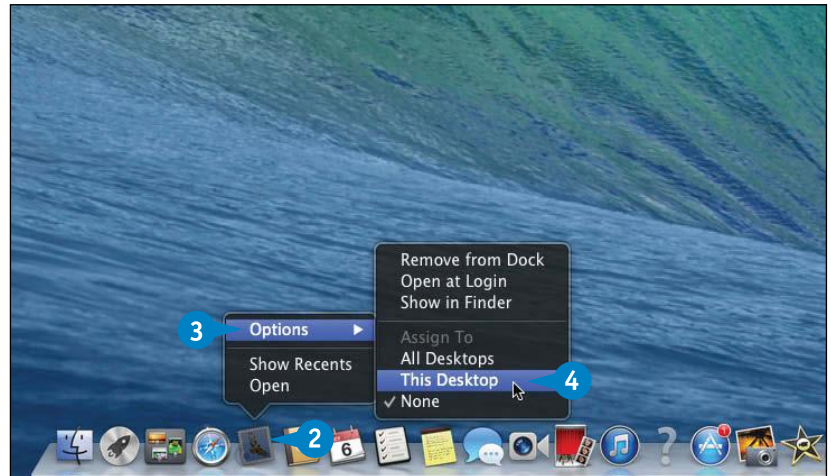 Remove from Dock
Open at Login
Show in Finder
Assign To
All Desktops
This Desktop
None
3
Options
Show Recents
Open
4
2
6
?